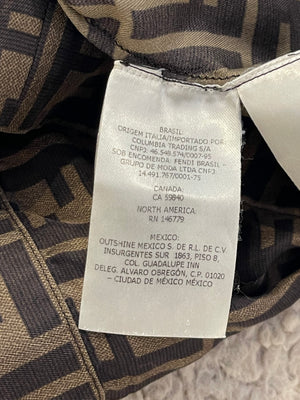 BRASIL
ORIGEM ITALIA/IMPORTADO POR
COLUMBIA TRADING S/A
CNPJ 46.548.574/0007-95
SOB ENCOMENDA: FENDI BRASIL -
GRUPO DE MODA LTDA CNPJ
14.491.767/0001-75
CANADA
CA 55840
NORTH AMERICA:
RN 146779
MEXICO:
OUTSHINE MEXICO S. DE R.L. DE C.V.
INSURGENTES SUR 1863, PISO 8,
COL. GUADALUPE INN
DELEG. ALVARO OBREGÓN, C.P. 01020
- CIUDAD DE MÉXICO MÉXICO